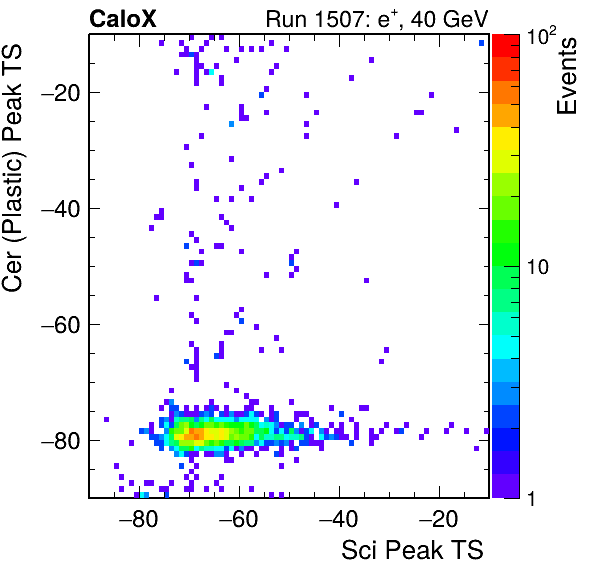 CaloX Run 1507: e⁺, 40 GeV
Cer (Plastic) Peak TS
−20
−40
−60
−80
−80 −60 −40 −20
Sci Peak TS
10²
10
1
Events